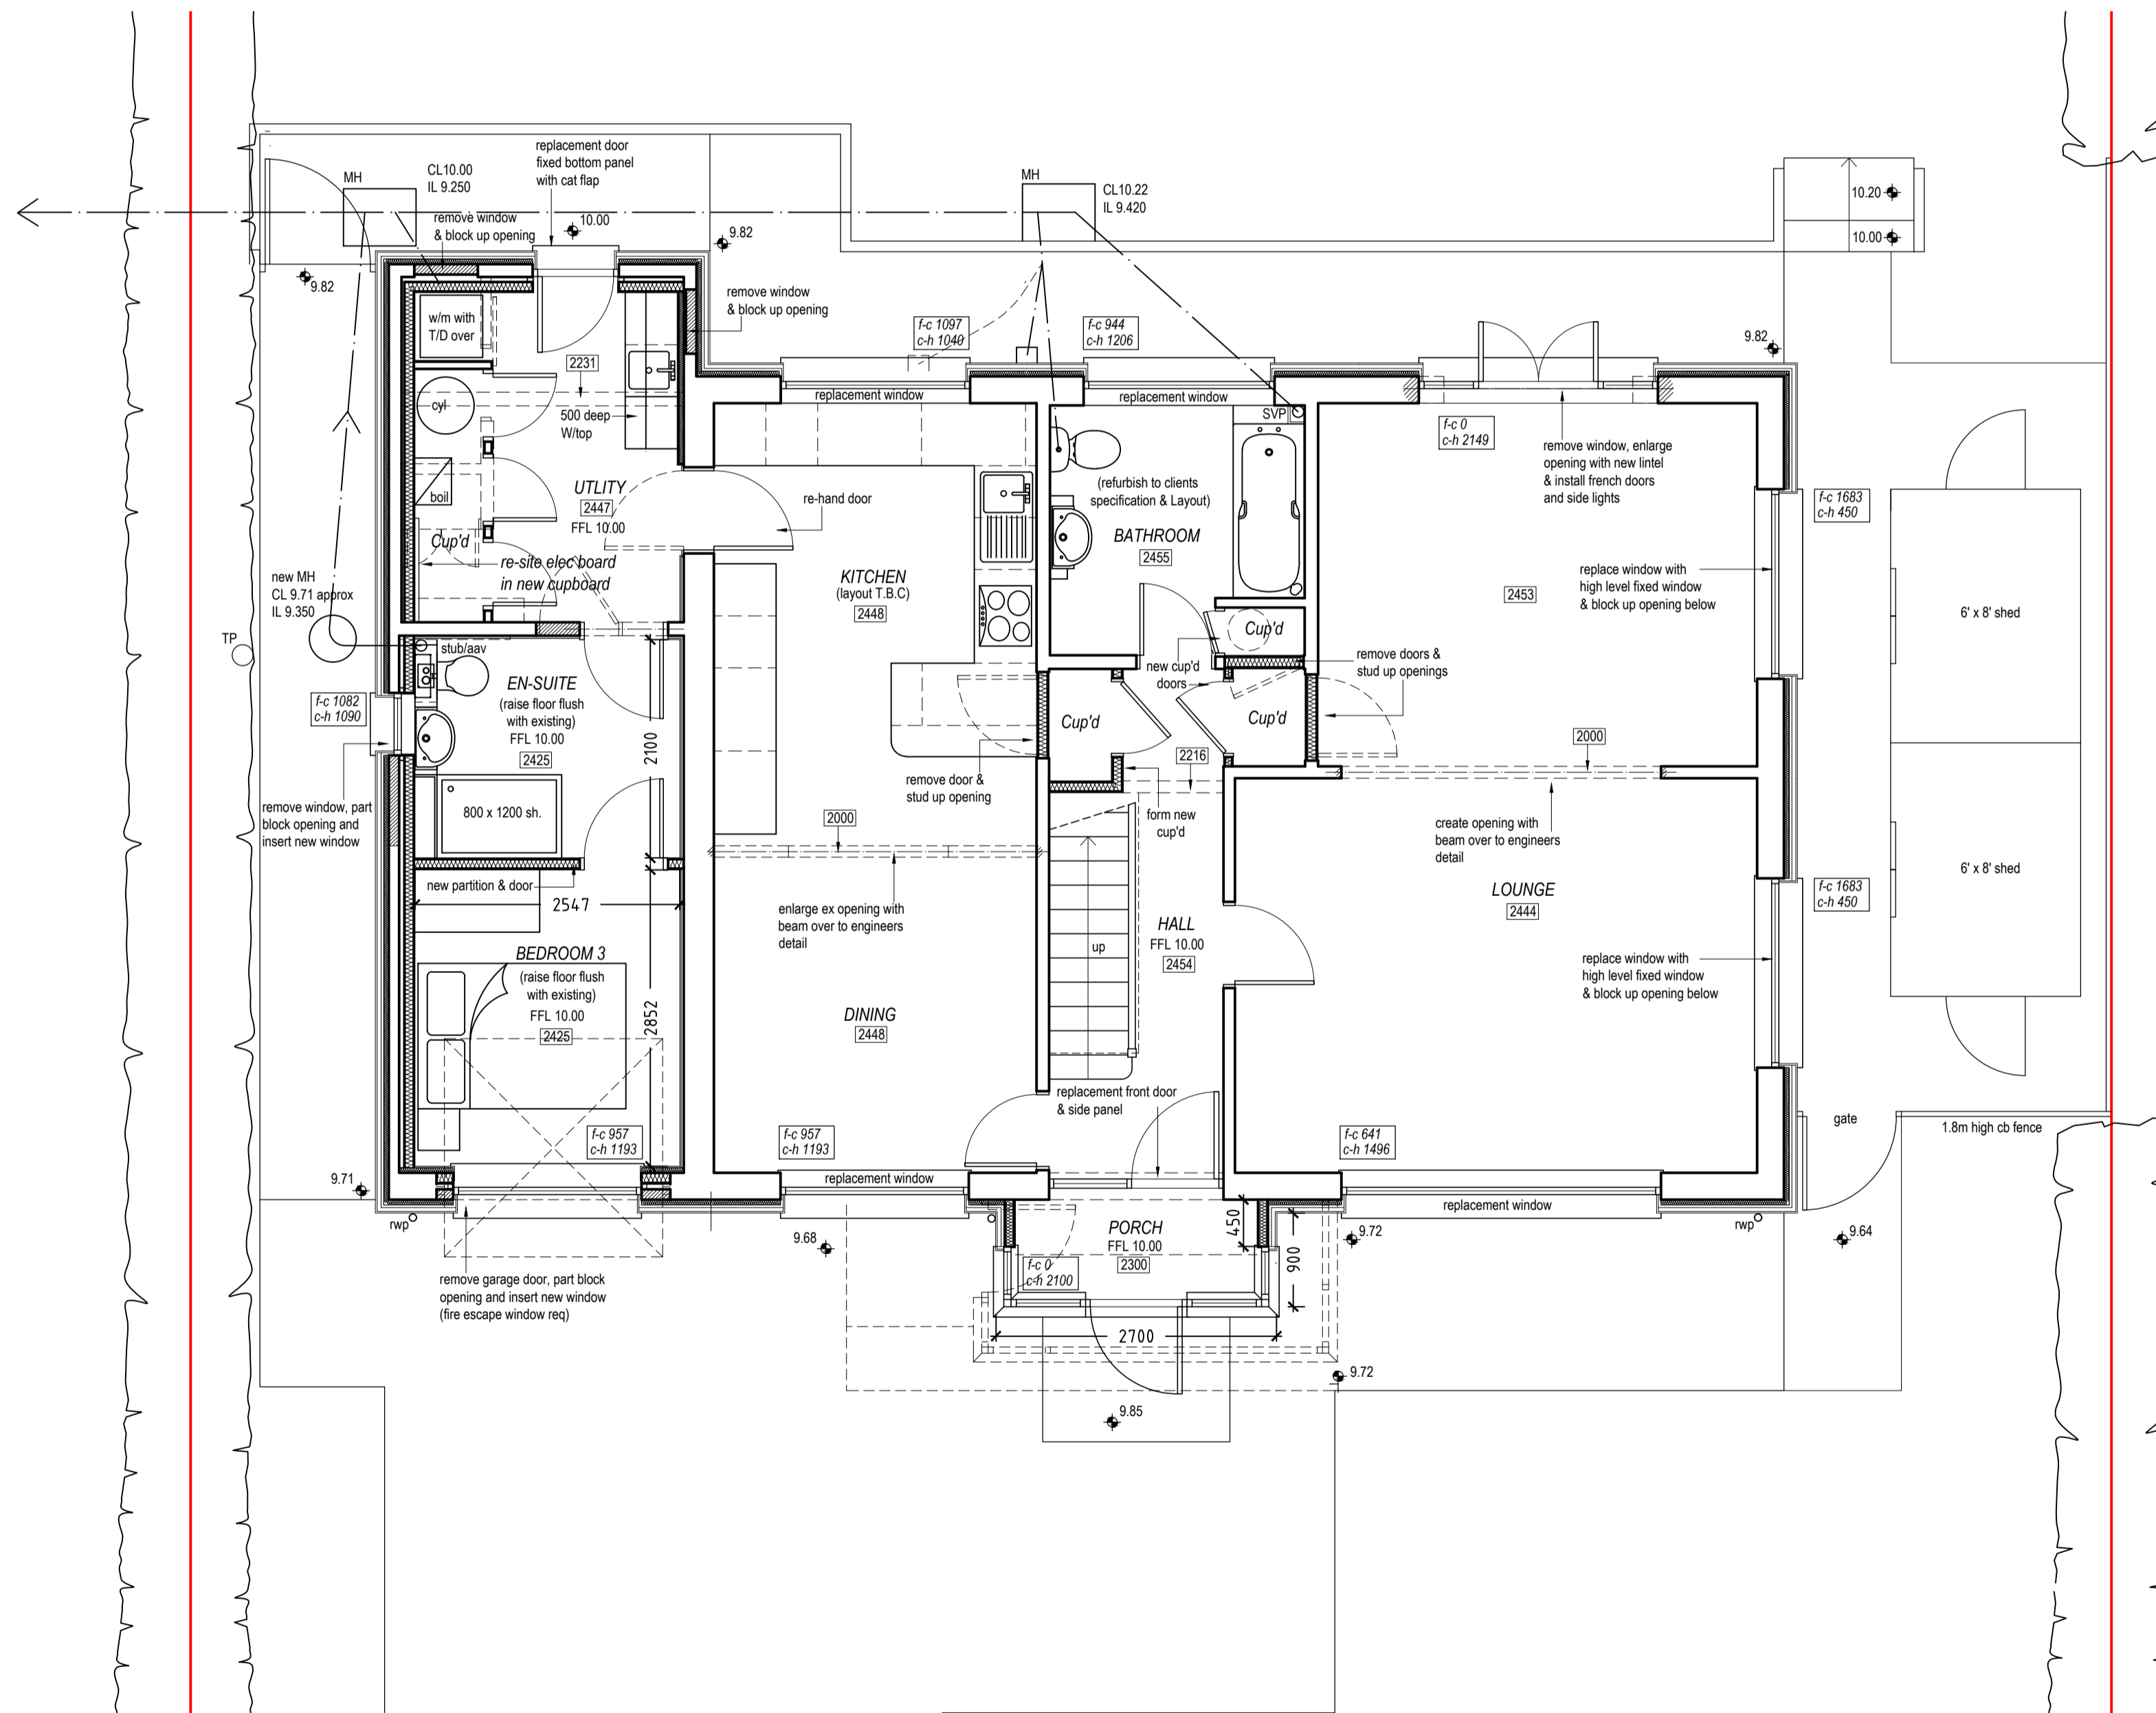 replacement door
fixed bottom panel
with cat flap
MH
CL10.00
IL 9.250
remove window
& block up opening
10.00
9.82
9.82
MH
CL10.22
IL 9.420
10.20
10.00
remove window
& block up opening
w/m with
T/D over
2231
cyl
500 deep
W/top
boil
UTLITY
2447
FFL 10.00
Cup'd
re-site elec board
in new cupboard
f-c 1097
c-h 1040
f-c 944
c-h 1206
replacement window
replacement window
SVP
9.82
f-c 0
c-h 2149
remove window, enlarge
opening with new lintel
& install french doors
and side lights
re-hand door
(refurbish to clients
specification & Layout)
BATHROOM
2455
f-c 1683
c-h 450
KITCHEN
(layout T.B.C)
2448
2453
replace window with
high level fixed window
& block up opening below
6' x 8' shed
new MH
CL 9.71 approx
IL 9.350
TP
stub/aav
Cup'd
new cup'd
doors
remove doors &
stud up openings
EN-SUITE
(raise floor flush
with existing)
FFL 10.00
2425
2100
f-c 1082
c-h 1090
Cup'd
Cup'd
2216
2000
remove door &
stud up opening
remove window, part
block opening and
insert new window
800 x 1200 sh.
2000
form new
cup'd
create opening with
beam over to engineers
detail
6' x 8' shed
new partition & door
2547
enlarge ex opening with
beam over to engineers
detail
up
HALL
FFL 10.00
2454
LOUNGE
2444
f-c 1683
c-h 450
BEDROOM 3
(raise floor flush
with existing)
FFL 10.00
2425
2852
DINING
2448
replace window with
high level fixed window
& block up opening below
replacement front door
& side panel
f-c 957
c-h 1193
f-c 957
c-h 1193
f-c 641
c-h 1496
gate
1.8m high cb fence
9.71
replacement window
replacement window
rwp
rwp
9.68
PORCH
FFL 10.00
2300
450
900
9.72
9.64
f-c 0
c-h 2100
remove garage door, part block
opening and insert new window
(fire escape window req)
2700
9.72
9.85